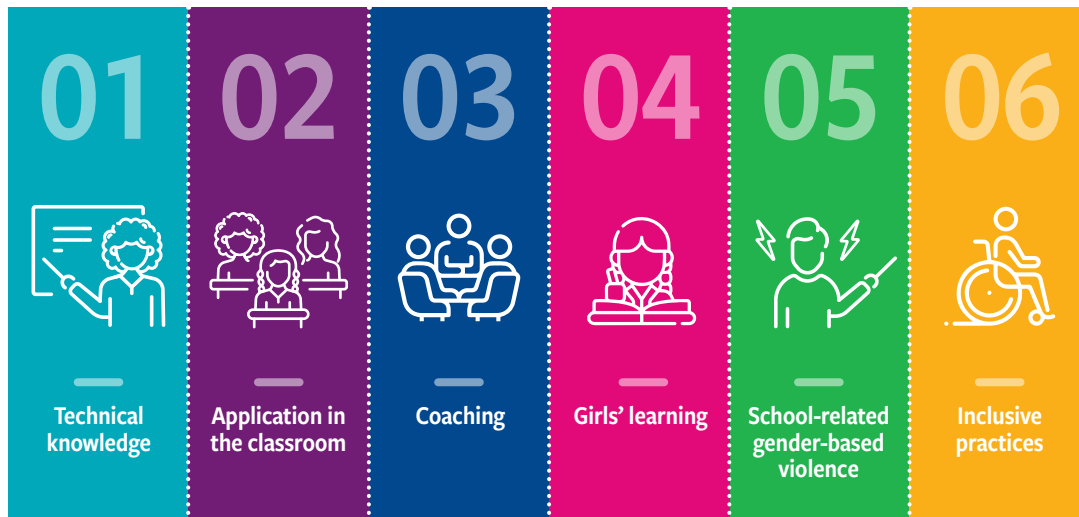 01
Technical
knowledge
02
Application in
the classroom
03
Coaching
04
Girls’ learning
05
School-related
gender-based
violence
06
Inclusive
practices